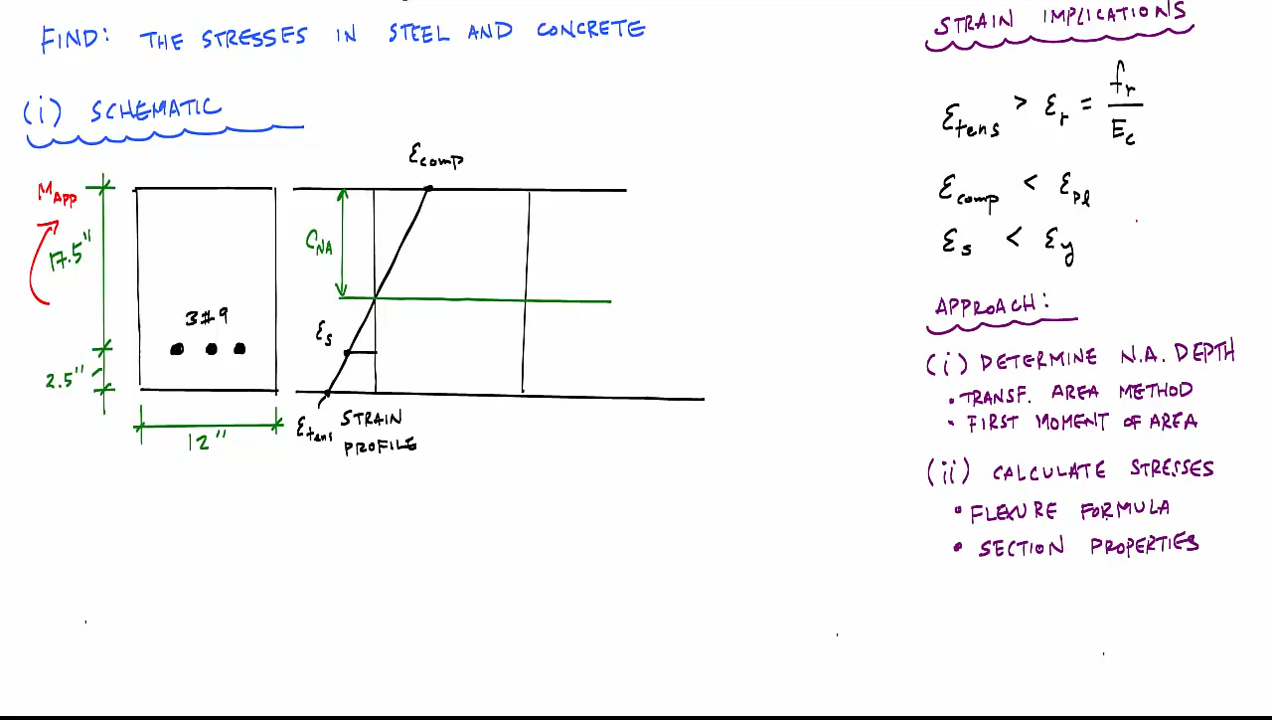 FIND: THE STRESSES IN STEEL AND CONCRETE
(i) SCHEMATIC
M_APP
17.5"
2.5"
3#9
12"
ε_comp
C_NA
ε_s
ε_tens
STRAIN
PROFILE
STRAIN IMPLICATIONS
ε_tens > ε_r = f_r / E_c
ε_comp < ε_pl
ε_s < ε_y
APPROACH:
(i) DETERMINE N.A. DEPTH
• TRANSF. AREA METHOD
• FIRST MOMENT OF AREA
(ii) CALCULATE STRESSES
• FLEXURE FORMULA
• SECTION PROPERTIES